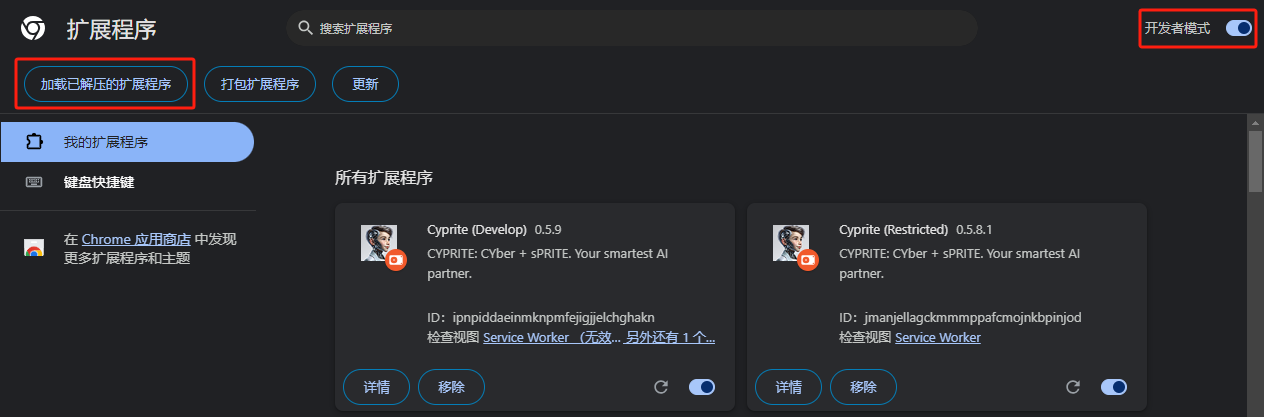 扩展程序
搜索扩展程序
开发者模式
加载已解压的扩展程序
打包扩展程序
更新
我的扩展程序
键盘快捷键
在 Chrome 应用商店 中发现
更多扩展程序和主题
所有扩展程序
Cyprite (Develop) 0.5.9
CYPRITE: CYber + sPRITE. Your smartest AI
partner.
ID：ipnpiddaeinmknpmfejigjjelchghakn
检查视图 Service Worker （无效... 另外还有 1 个...
详情
移除
Cyprite (Restricted) 0.5.8.1
CYPRITE: CYber + sPRITE. Your smartest AI
partner.
ID：jmanjellagckmmmppafcmojnkbpinjod
检查视图 Service Worker
详情
移除